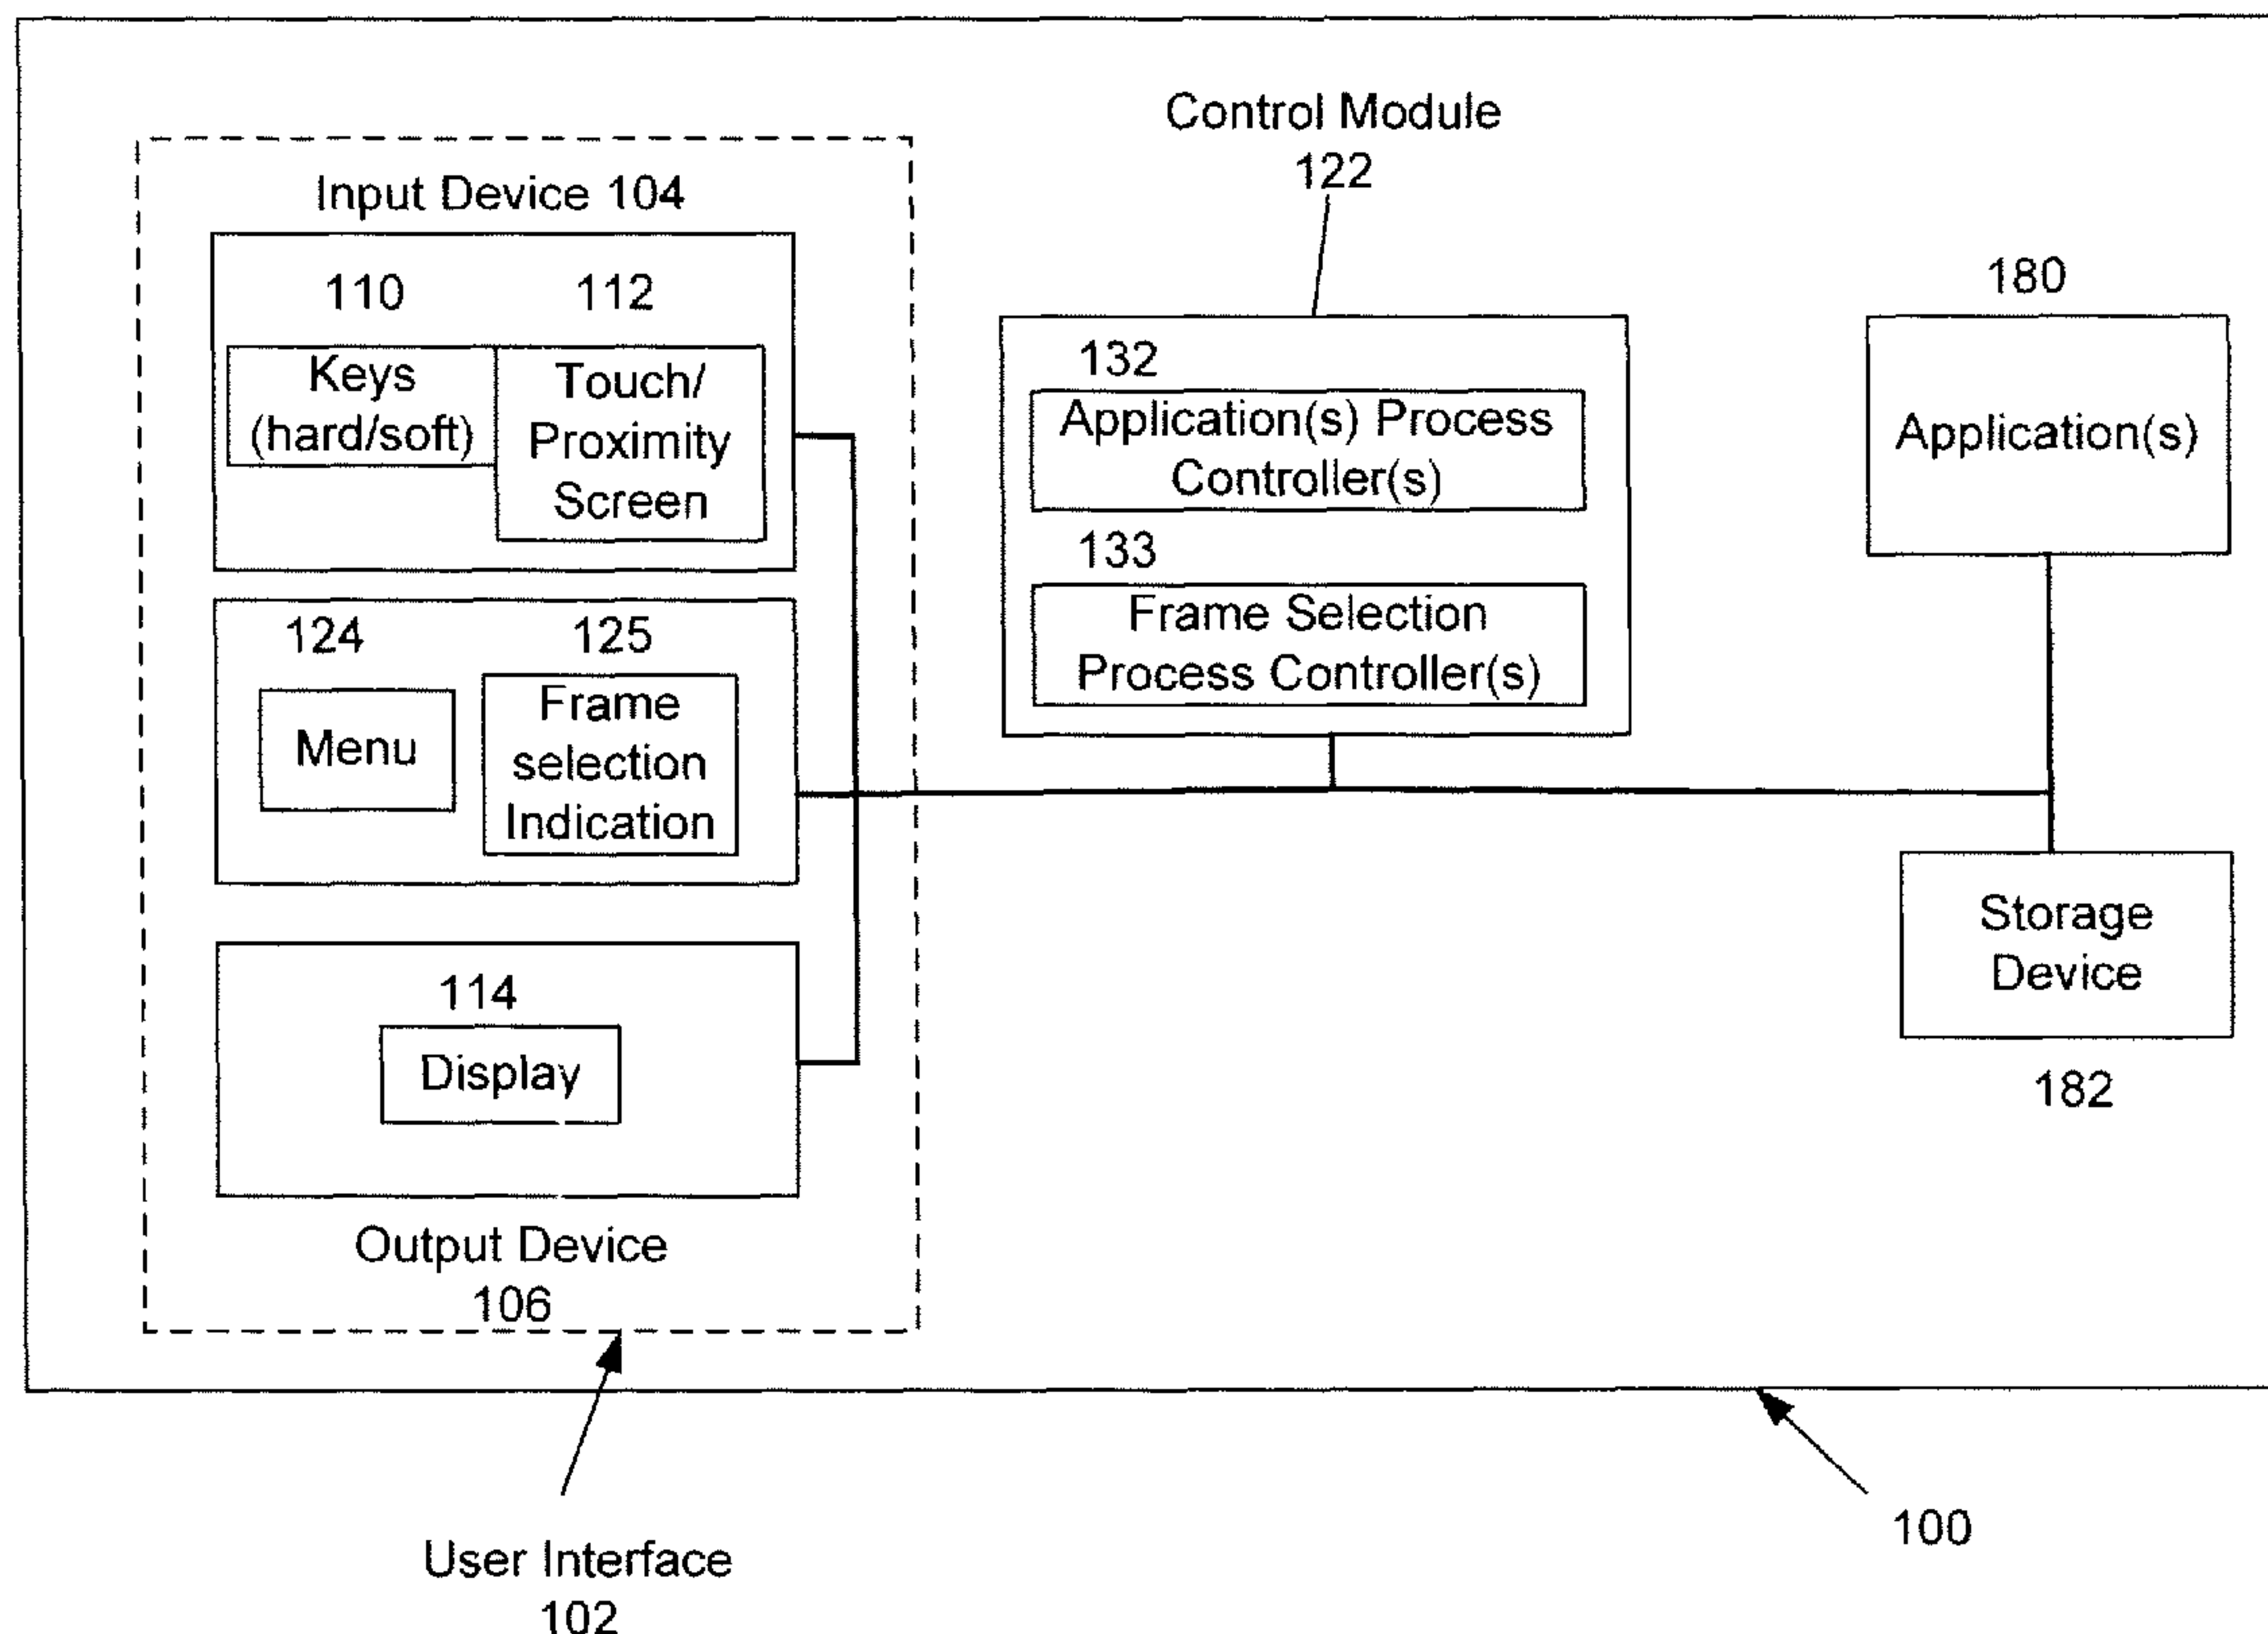 Control Module
122
Input Device 104
110
112
Keys
(hard/soft)
Touch/
Proximity
Screen
124
125
Menu
Frame
selection
Indication
114
Display
Output Device
106
132
Application(s) Process
Controller(s)
133
Frame Selection
Process Controller(s)
180
Application(s)
Storage
Device
182
User Interface
102
100